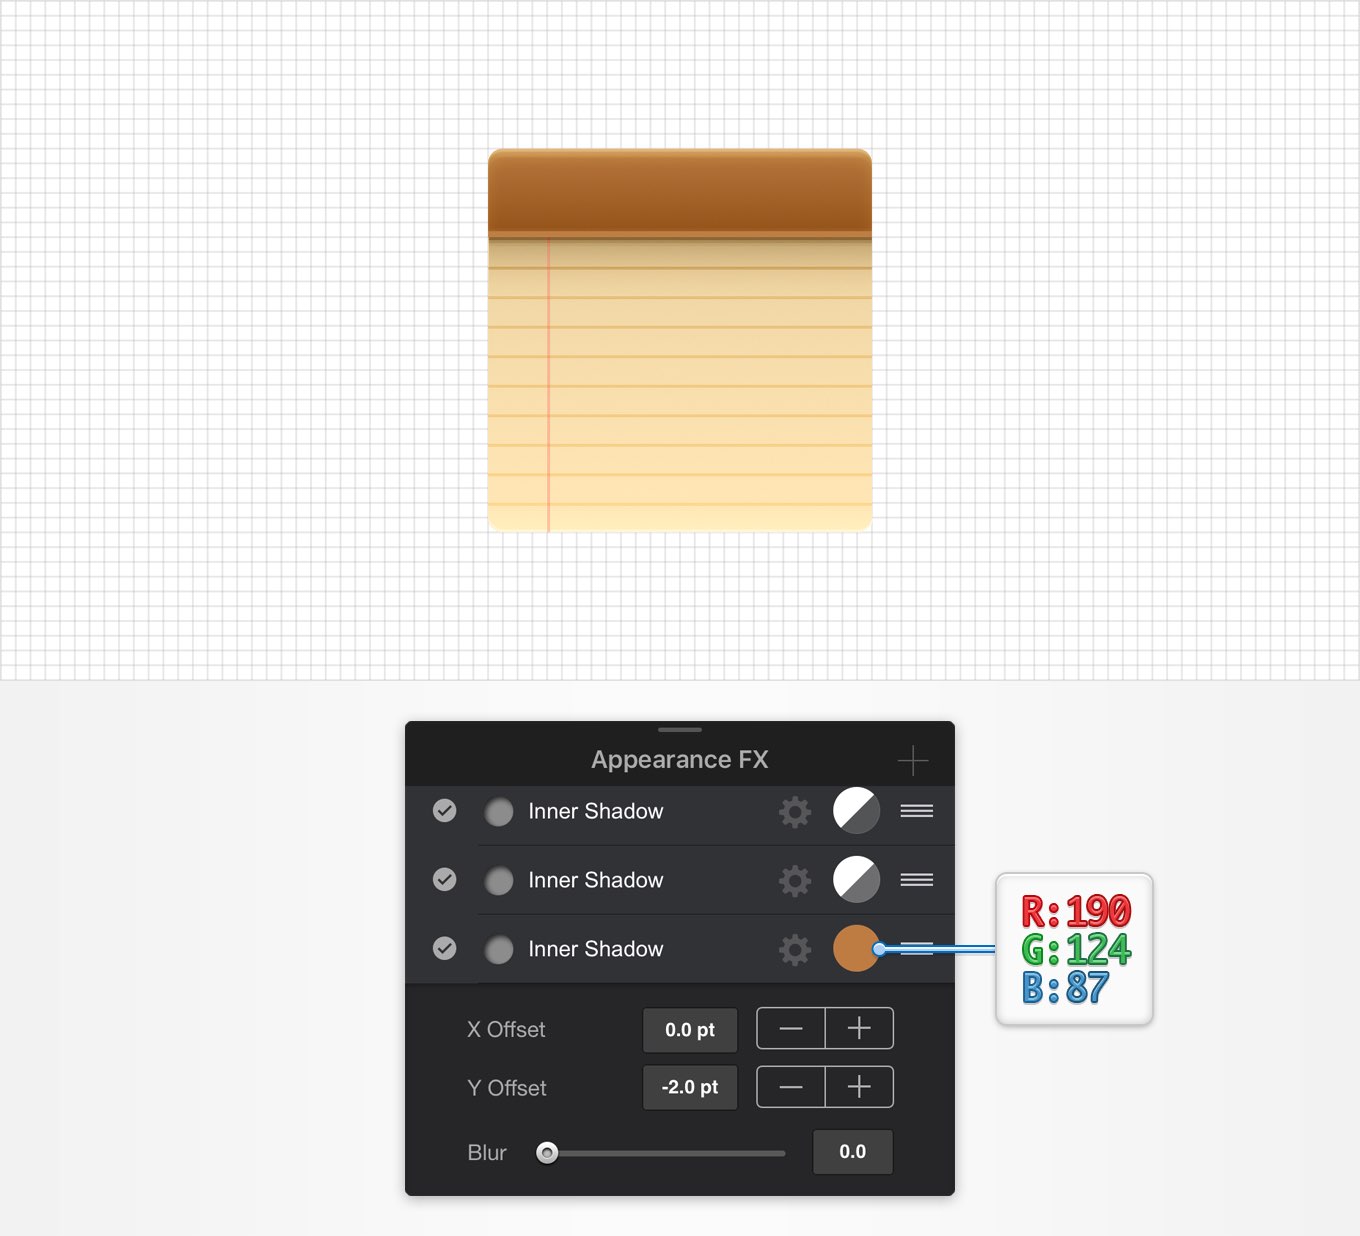 Appearance FX
Inner Shadow
Inner Shadow
Inner Shadow
R:190
G:124
B:87
X Offset 0.0 pt
Y Offset -2.0 pt
Blur 0.0